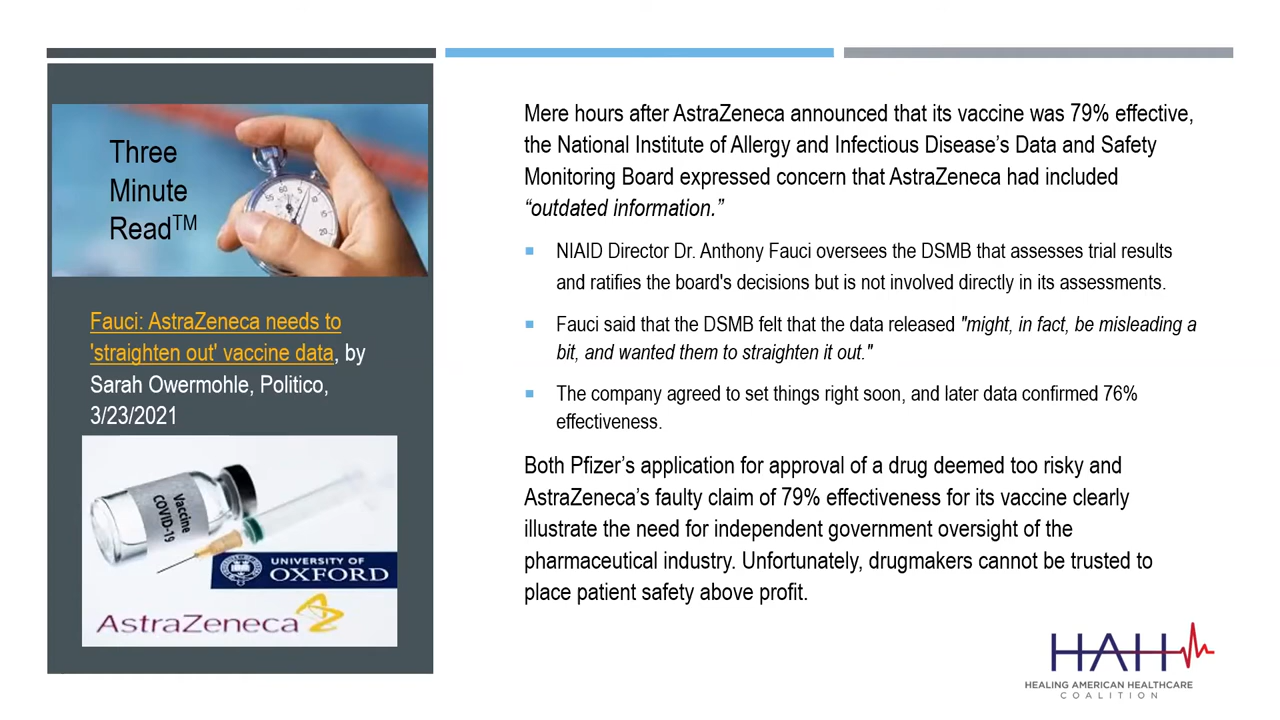 Three
Minute
Read™
Fauci: AstraZeneca needs to
'straighten out' vaccine data, by
Sarah Owermohle, Politico,
3/23/2021
Vaccine
COVID-19
UNIVERSITY OF
OXFORD
AstraZeneca
Mere hours after AstraZeneca announced that its vaccine was 79% effective,
the National Institute of Allergy and Infectious Disease’s Data and Safety
Monitoring Board expressed concern that AstraZeneca had included
“outdated information.”
NIAID Director Dr. Anthony Fauci oversees the DSMB that assesses trial results
and ratifies the board's decisions but is not involved directly in its assessments.
Fauci said that the DSMB felt that the data released "might, in fact, be misleading a
bit, and wanted them to straighten it out."
The company agreed to set things right soon, and later data confirmed 76%
effectiveness.
Both Pfizer’s application for approval of a drug deemed too risky and
AstraZeneca’s faulty claim of 79% effectiveness for its vaccine clearly
illustrate the need for independent government oversight of the
pharmaceutical industry. Unfortunately, drugmakers cannot be trusted to
place patient safety above profit.
HAH
HEALING AMERICAN HEALTHCARE
COALITION